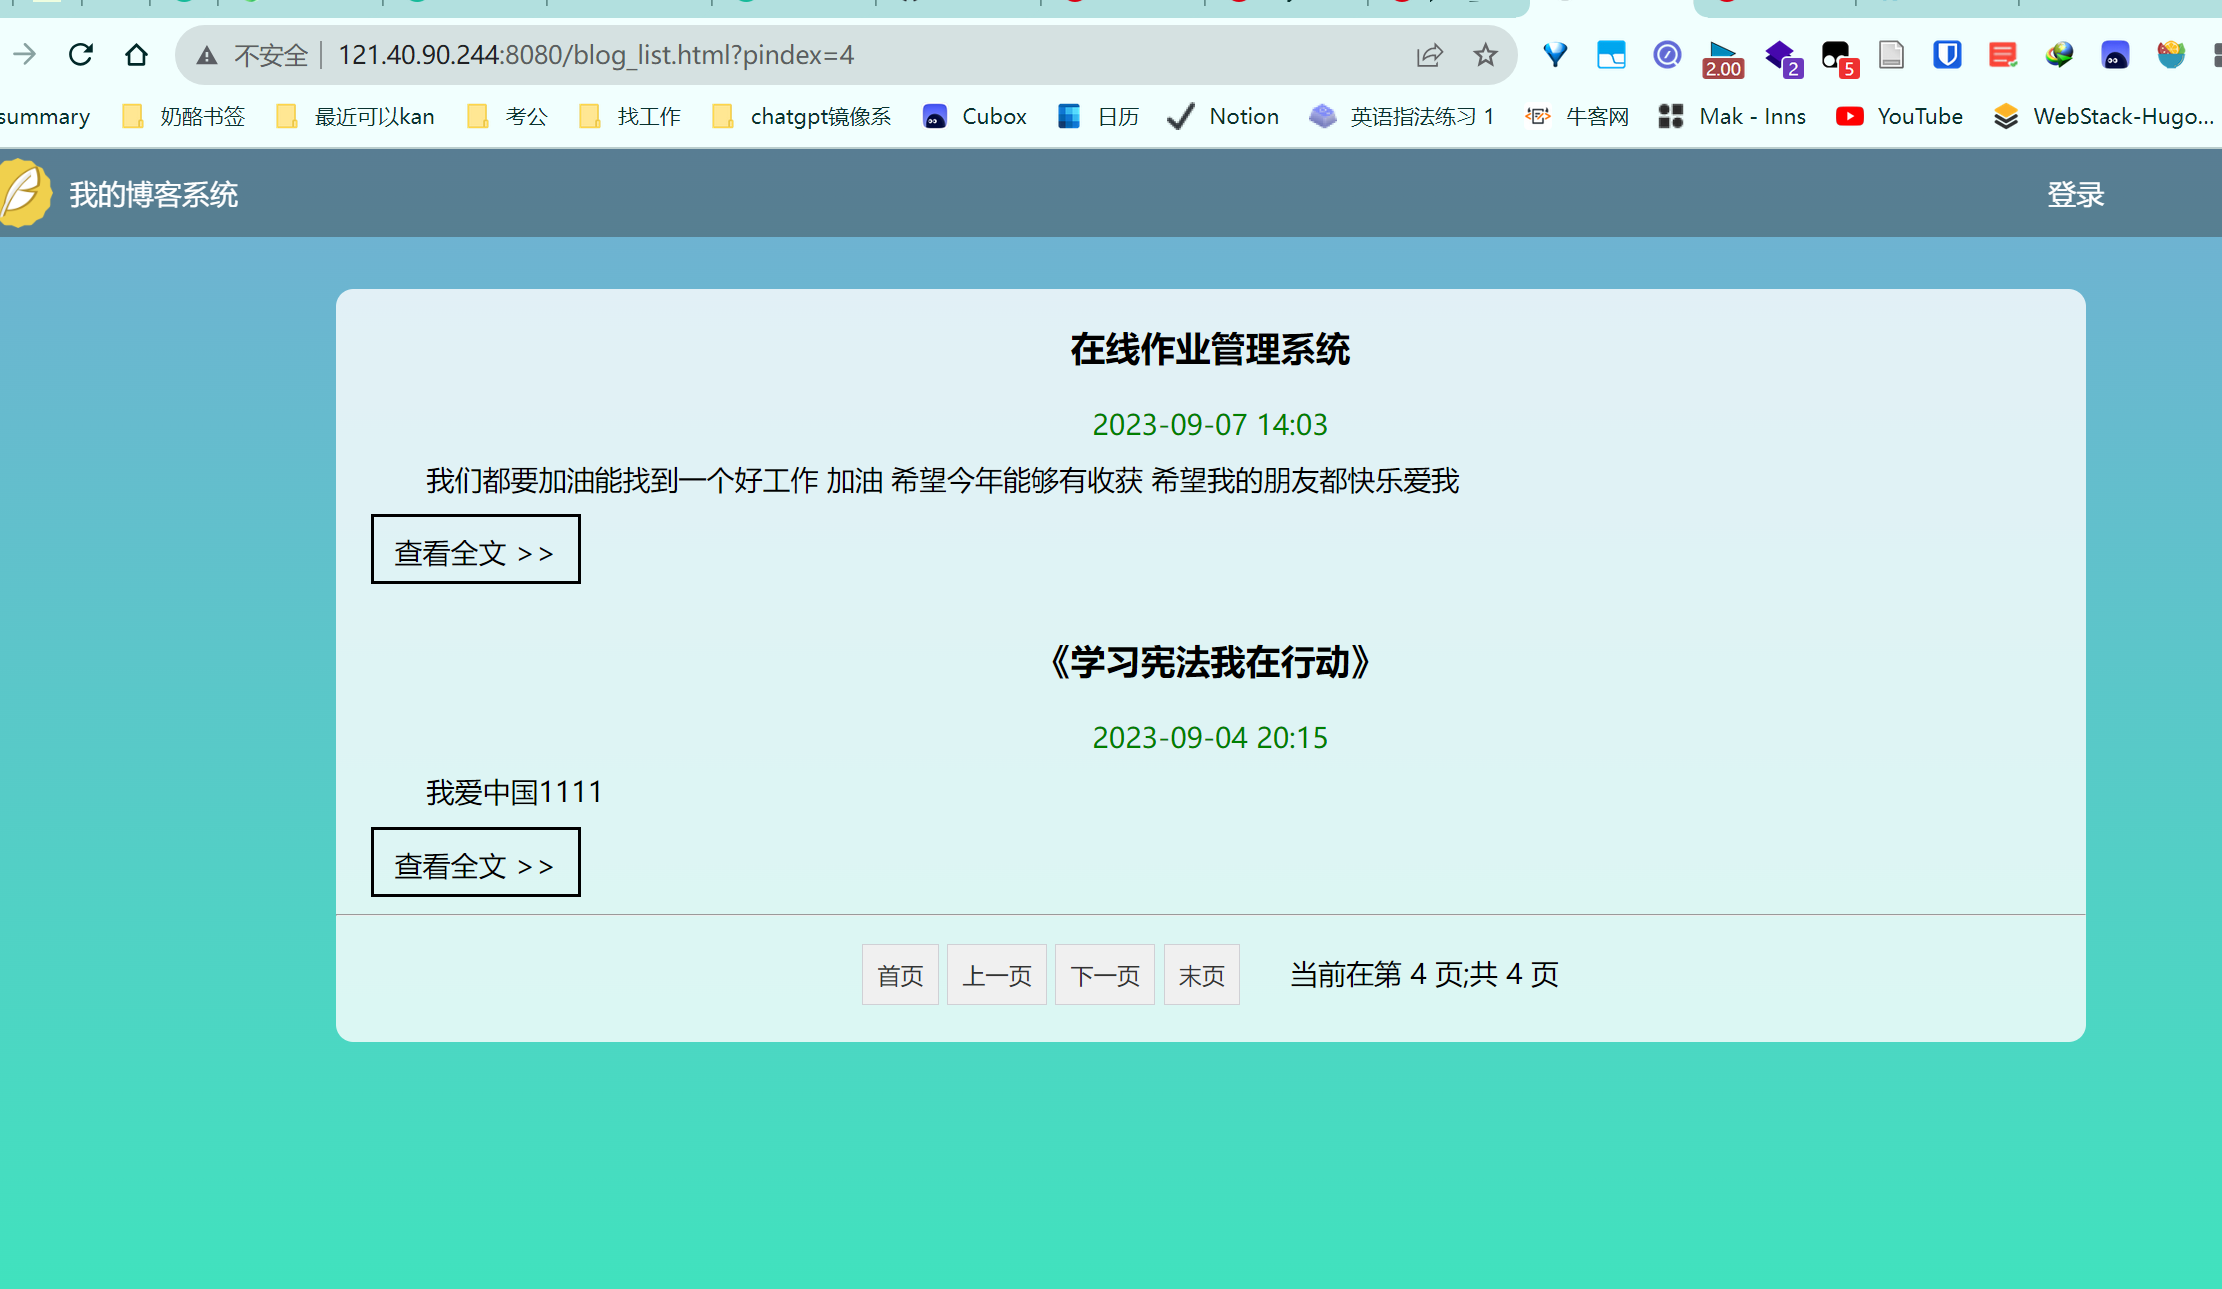 不安全 121.40.90.244:8080/blog_list.html?pindex=4
2.00 2 5
summary 奶酪书签 最近可以kan 考公 找工作 chatgpt镜像系 Cubox 日历 Notion 英语指法练习 1 牛客网 Mak - Inns YouTube WebStack-Hugo...
我的博客系统 登录
在线作业管理系统
2023-09-07 14:03
我们都要加油能找到一个好工作 加油 希望今年能够有收获 希望我的朋友都快乐爱我
查看全文 >>
《学习宪法我在行动》
2023-09-04 20:15
我爱中国1111
查看全文 >>
首页 上一页 下一页 末页 当前在第 4 页;共 4 页